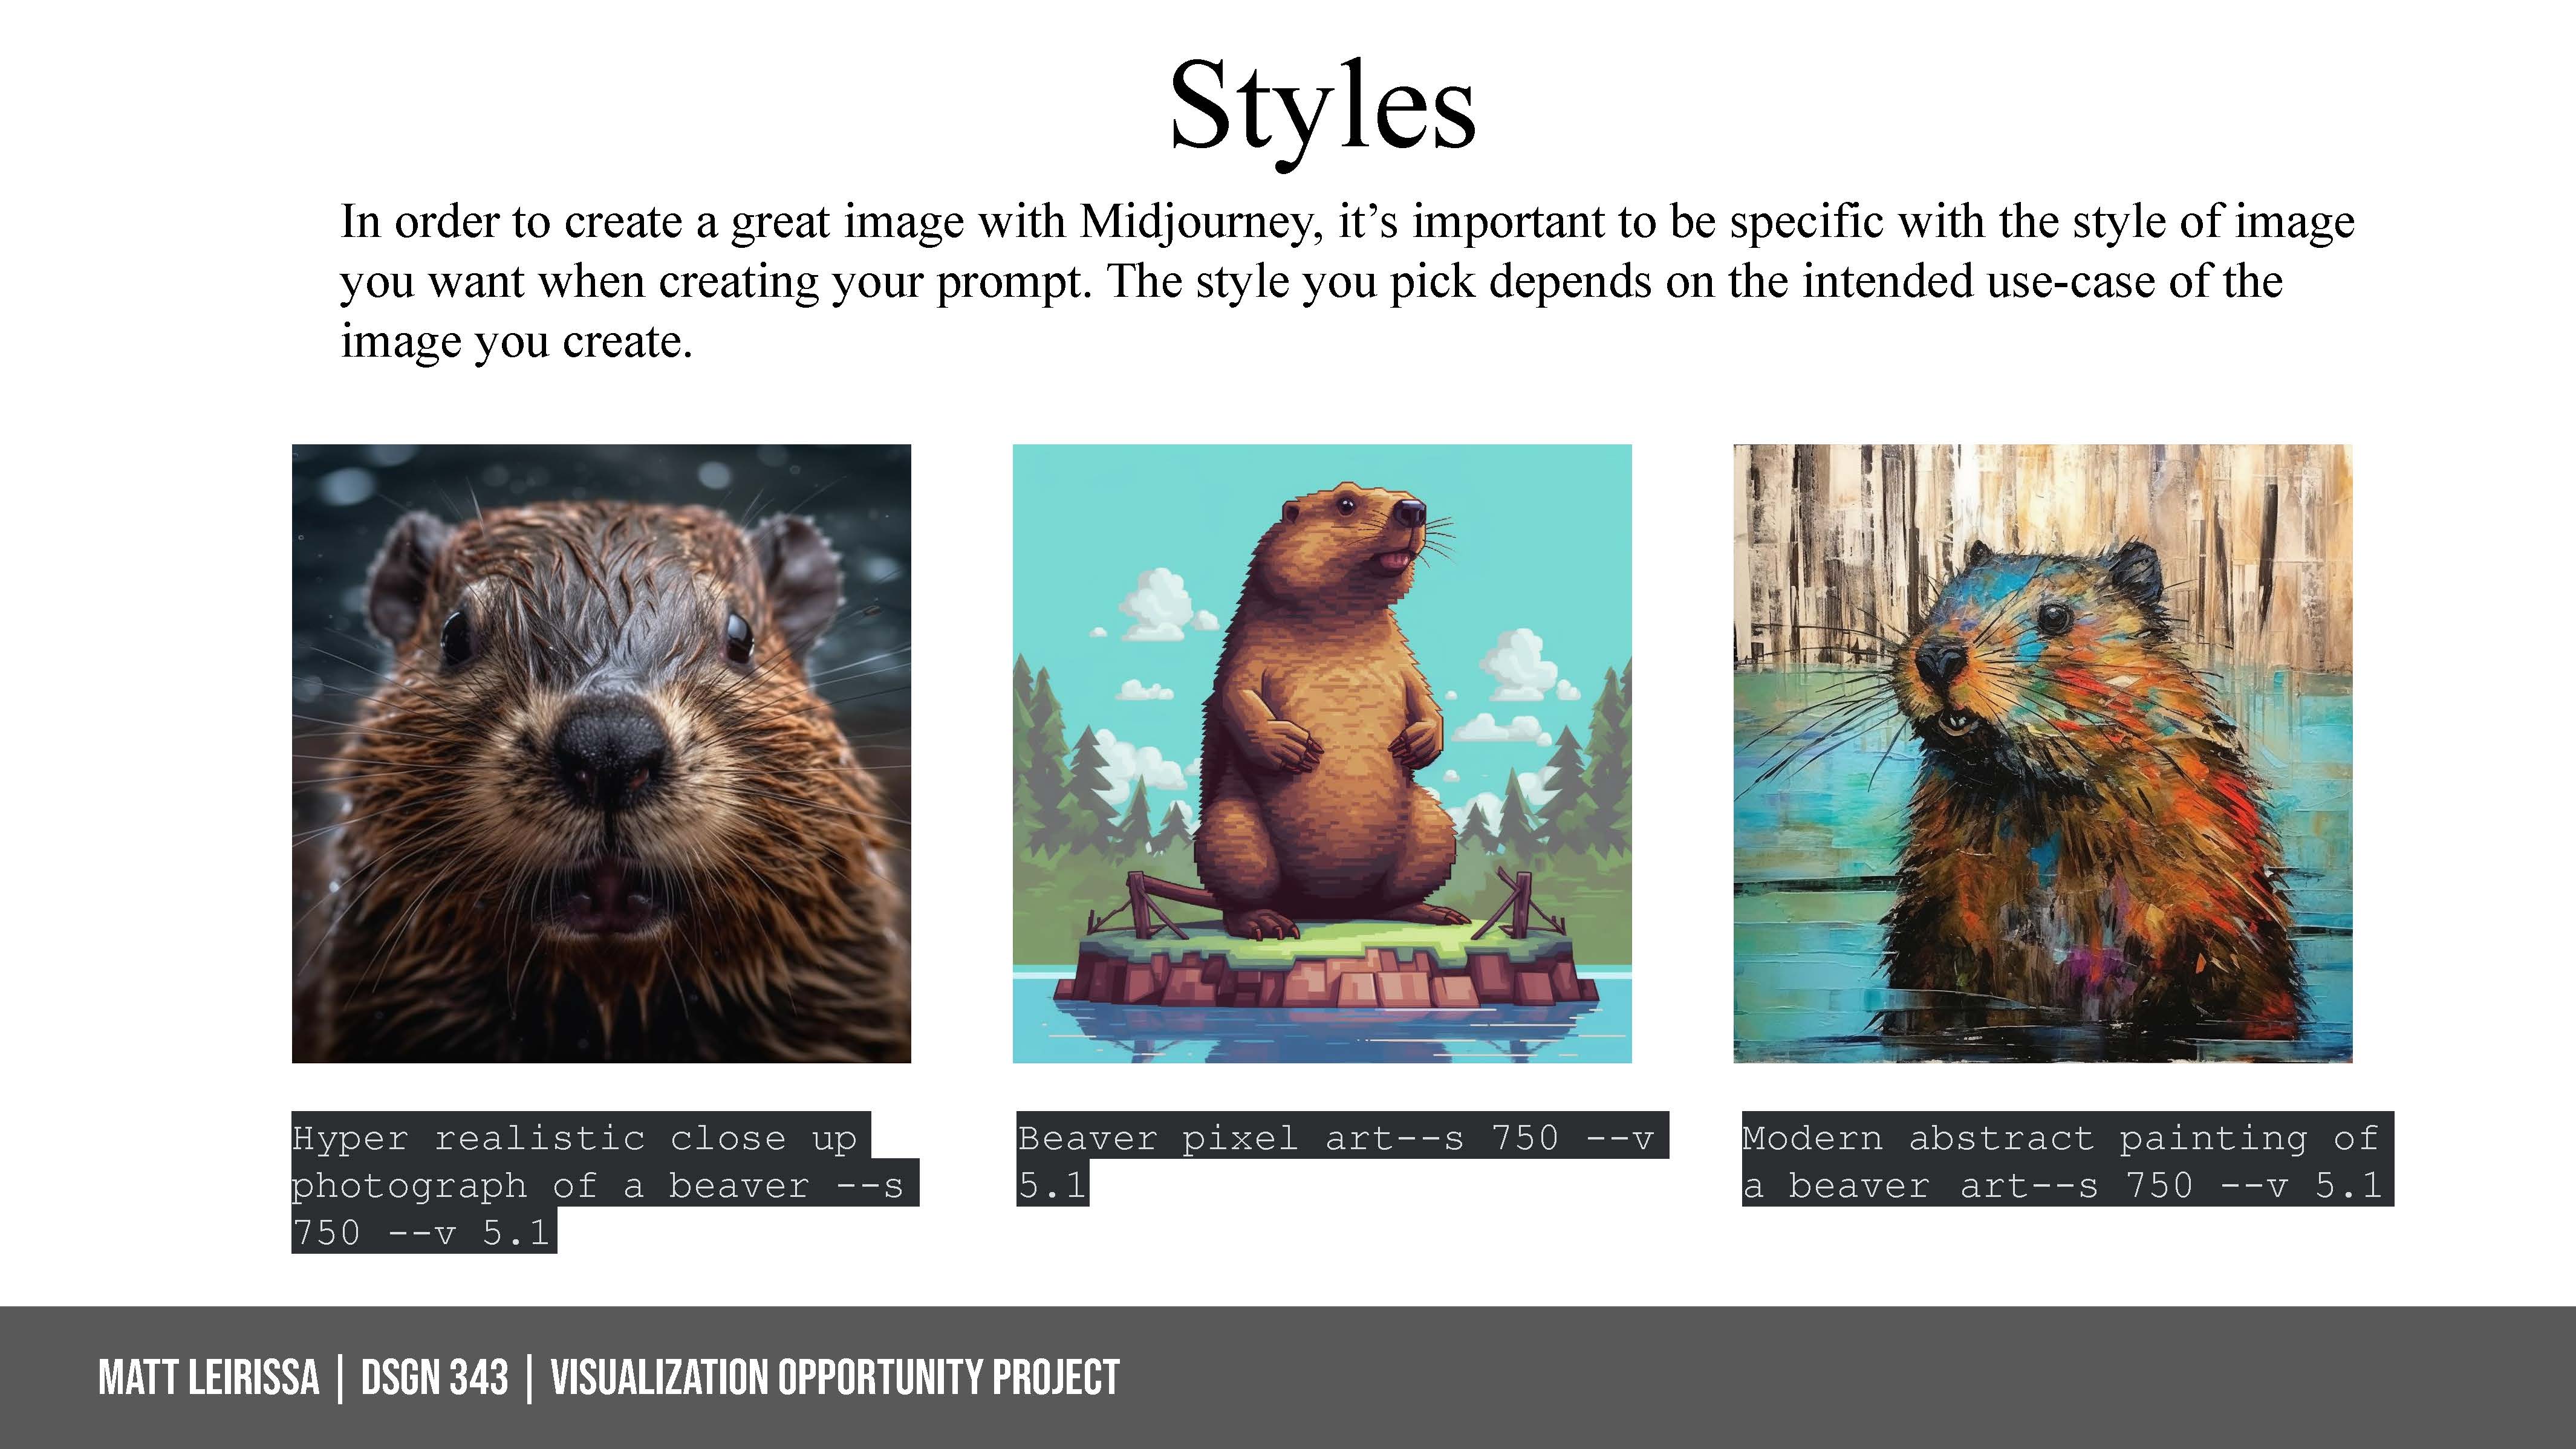 Styles
In order to create a great image with Midjourney, it’s important to be specific with the style of image
you want when creating your prompt. The style you pick depends on the intended use-case of the
image you create.
Hyper realistic close up
photograph of a beaver --s
750 --v 5.1
Beaver pixel art--s 750 --v
5.1
Modern abstract painting of
a beaver art--s 750 --v 5.1
MATT LEIRISSA | DSGN 343 | VISUALIZATION OPPORTUNITY PROJECT